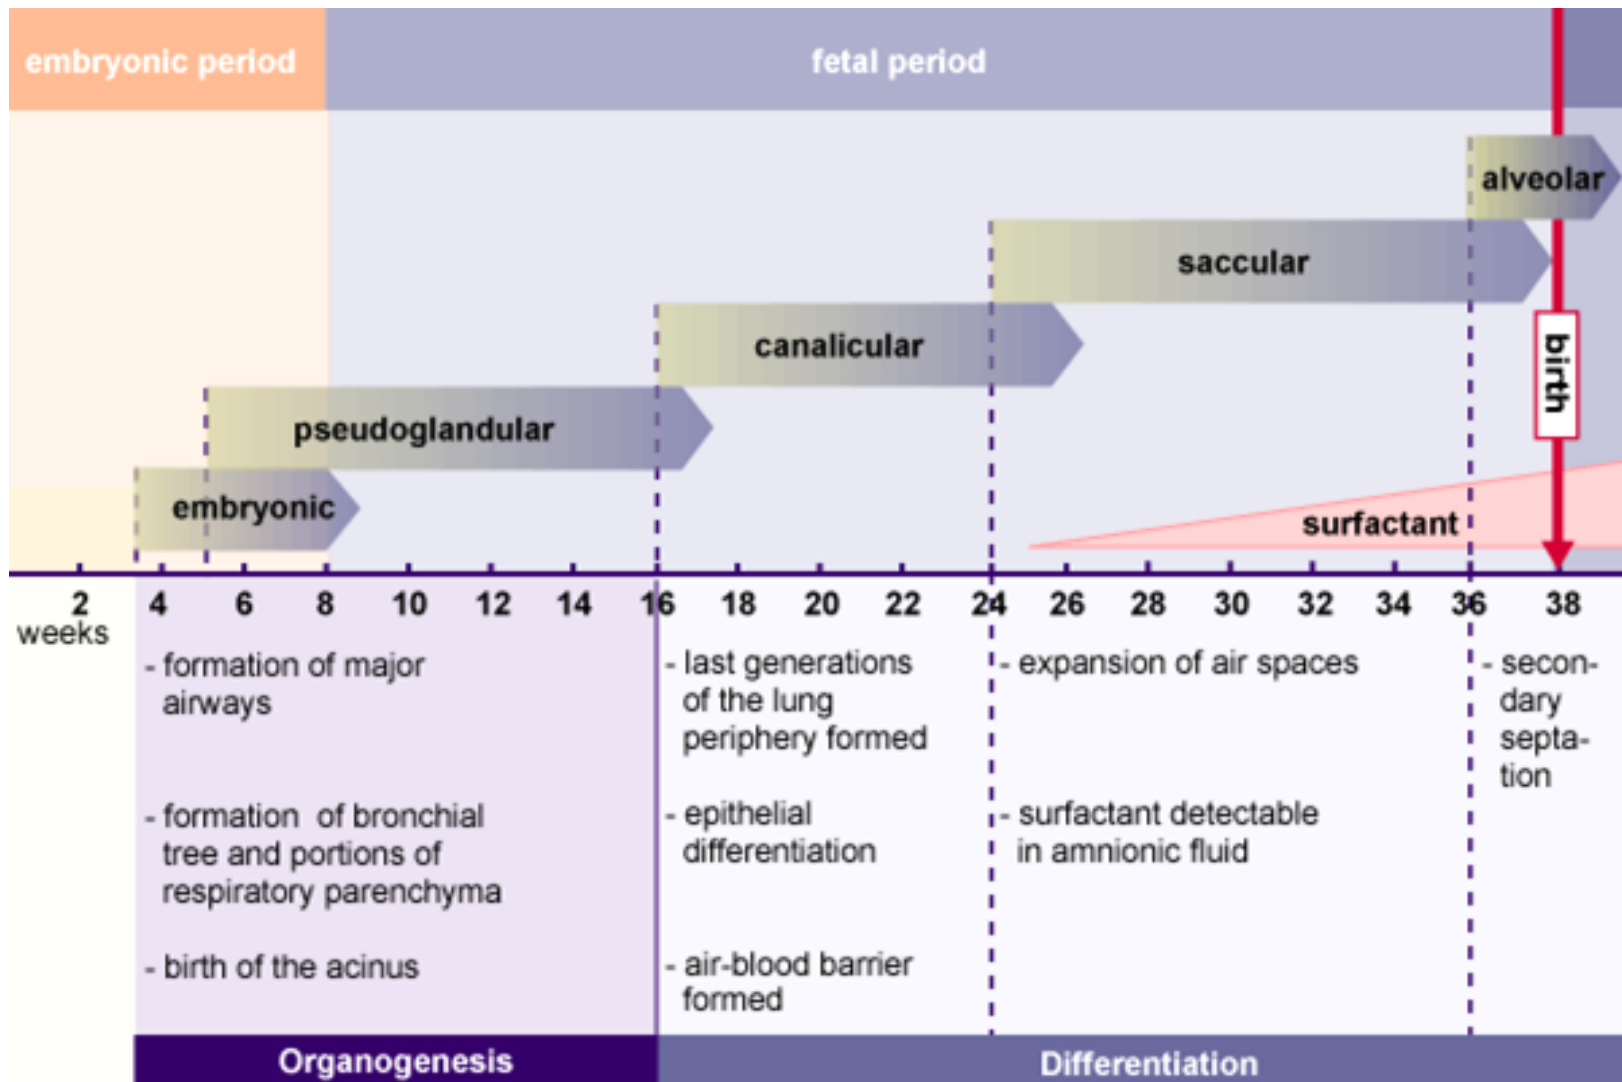 embryonic period
fetal period
alveolar
saccular
canalicular
pseudoglandular
embryonic
birth
surfactant
2 4 6 8 10 12 14 16 18 20 22 24 26 28 30 32 34 36 38
weeks
- formation of major
airways
- formation of bronchial
tree and portions of
respiratory parenchyma
- birth of the acinus
- last generations
of the lung
periphery formed
- epithelial
differentiation
- air-blood barrier
formed
- expansion of air spaces
- surfactant detectable
in amnionic fluid
- secon-
dary
septa-
tion
Organogenesis
Differentiation